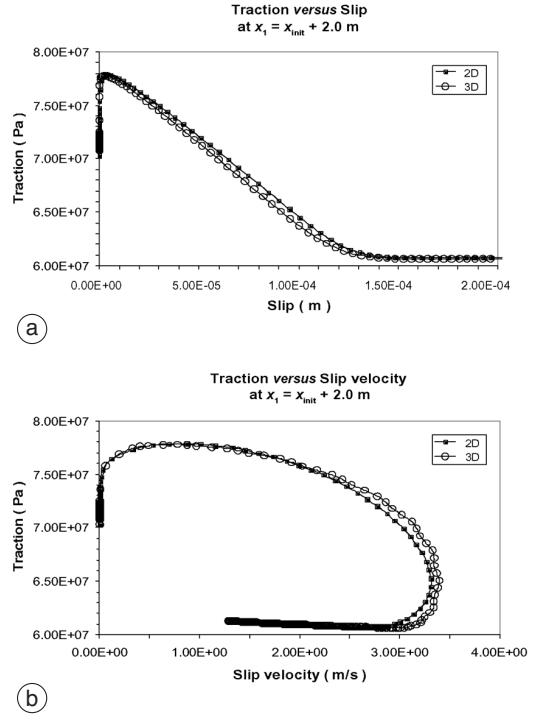 Traction versus Slip
at x1 = xinit + 2.0 m
8.00E+07
7.50E+07
7.00E+07
6.50E+07
6.00E+07
Traction ( Pa )
2D
3D
0.00E+00 5.00E-05 1.00E-04 1.50E-04 2.00E-04
Slip ( m )
a
Traction versus Slip velocity
at x1 = xinit + 2.0 m
8.00E+07
7.50E+07
7.00E+07
6.50E+07
6.00E+07
Traction ( Pa )
2D
3D
0.00E+00 1.00E+00 2.00E+00 3.00E+00 4.00E+00
Slip velocity ( m/s )
b